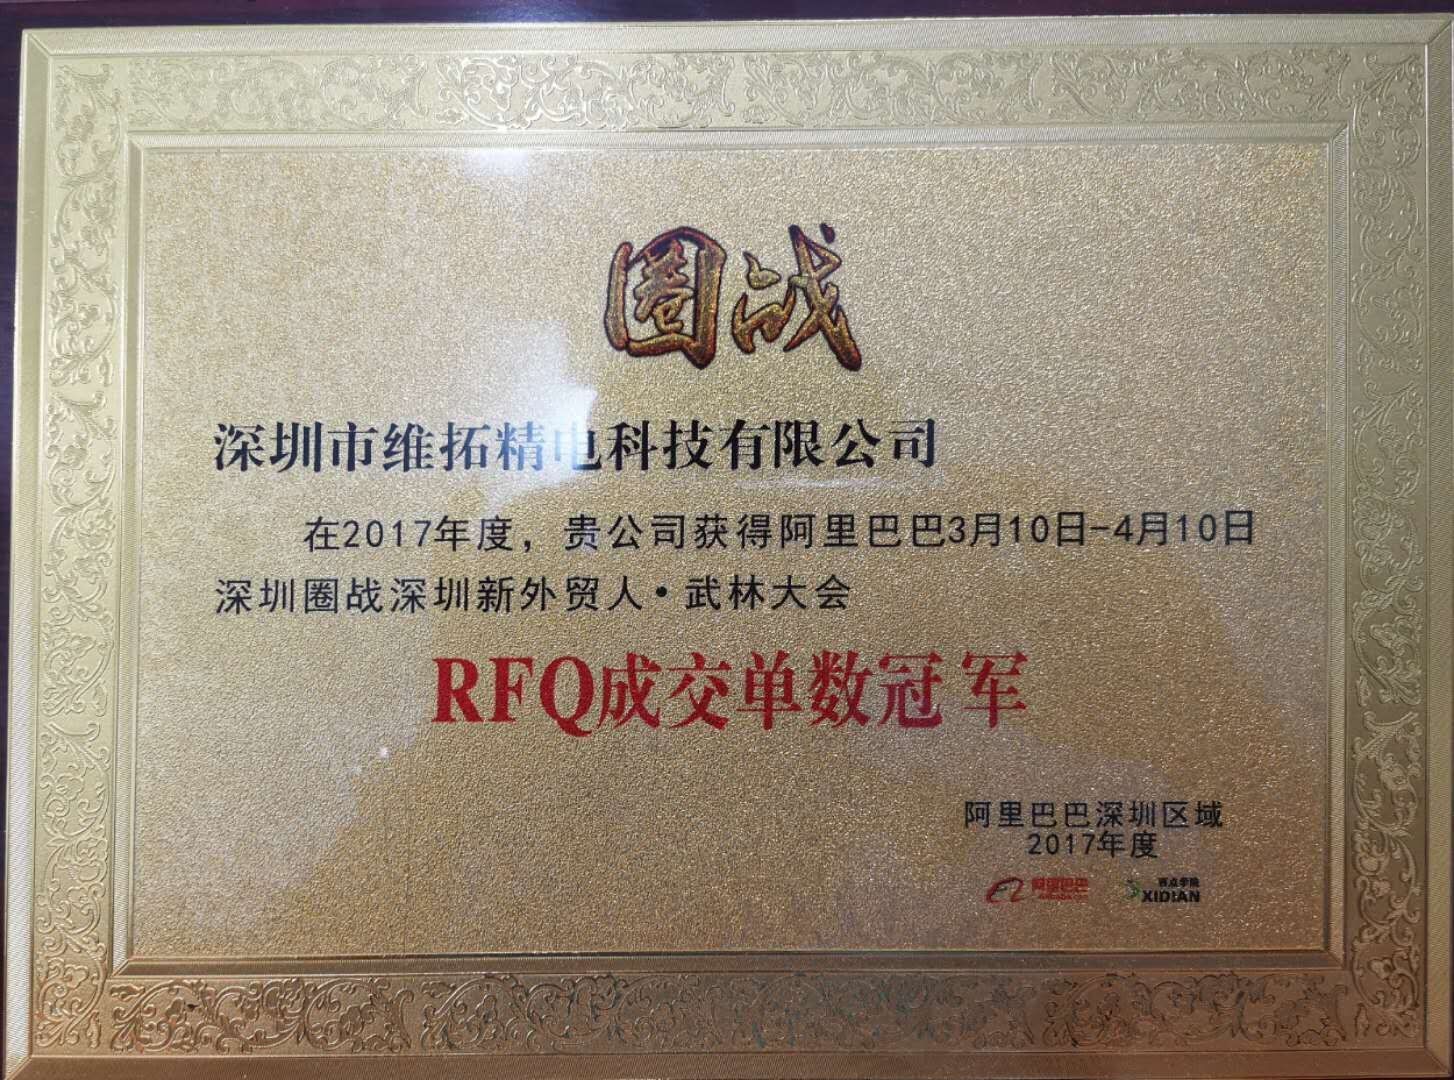 圈战
深圳市维拓精电科技有限公司
在2017年度，贵公司获得阿里巴巴3月10日-4月10日
深圳圈战深圳新外贸人·武林大会
RFQ成交单数冠军
阿里巴巴深圳区域
2017年度
阿里巴巴
XIDIAN